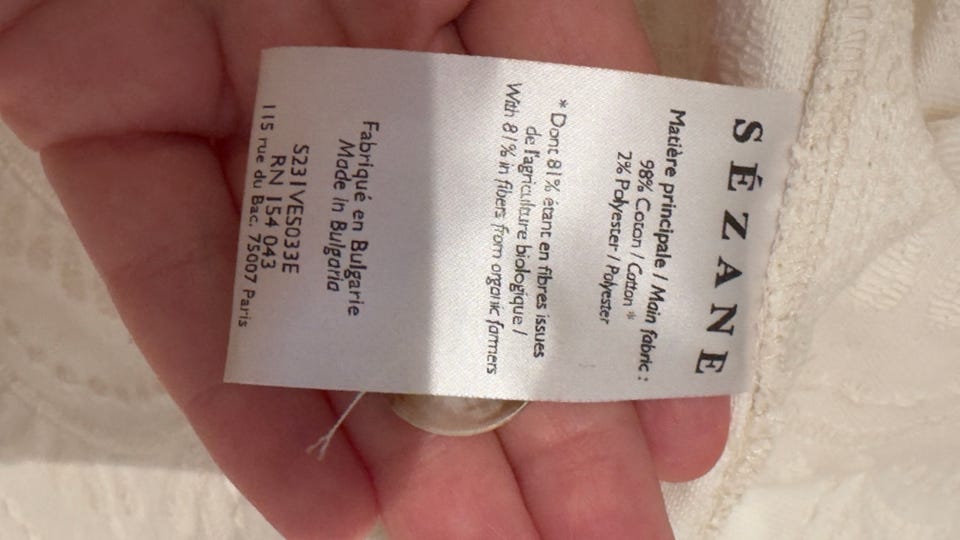 SÉZANE
Matière principale / Main fabric :
98% Coton / Cotton *
2% Polyester / Polyester
* Dont 81% étant en fibres issues
de l'agriculture biologique /
With 81% in fibers from organic farmers
Fabriqué en Bulgarie
Made in Bulgaria
S231VES033E
RN 154 043
115 rue du Bac. 75007 Paris